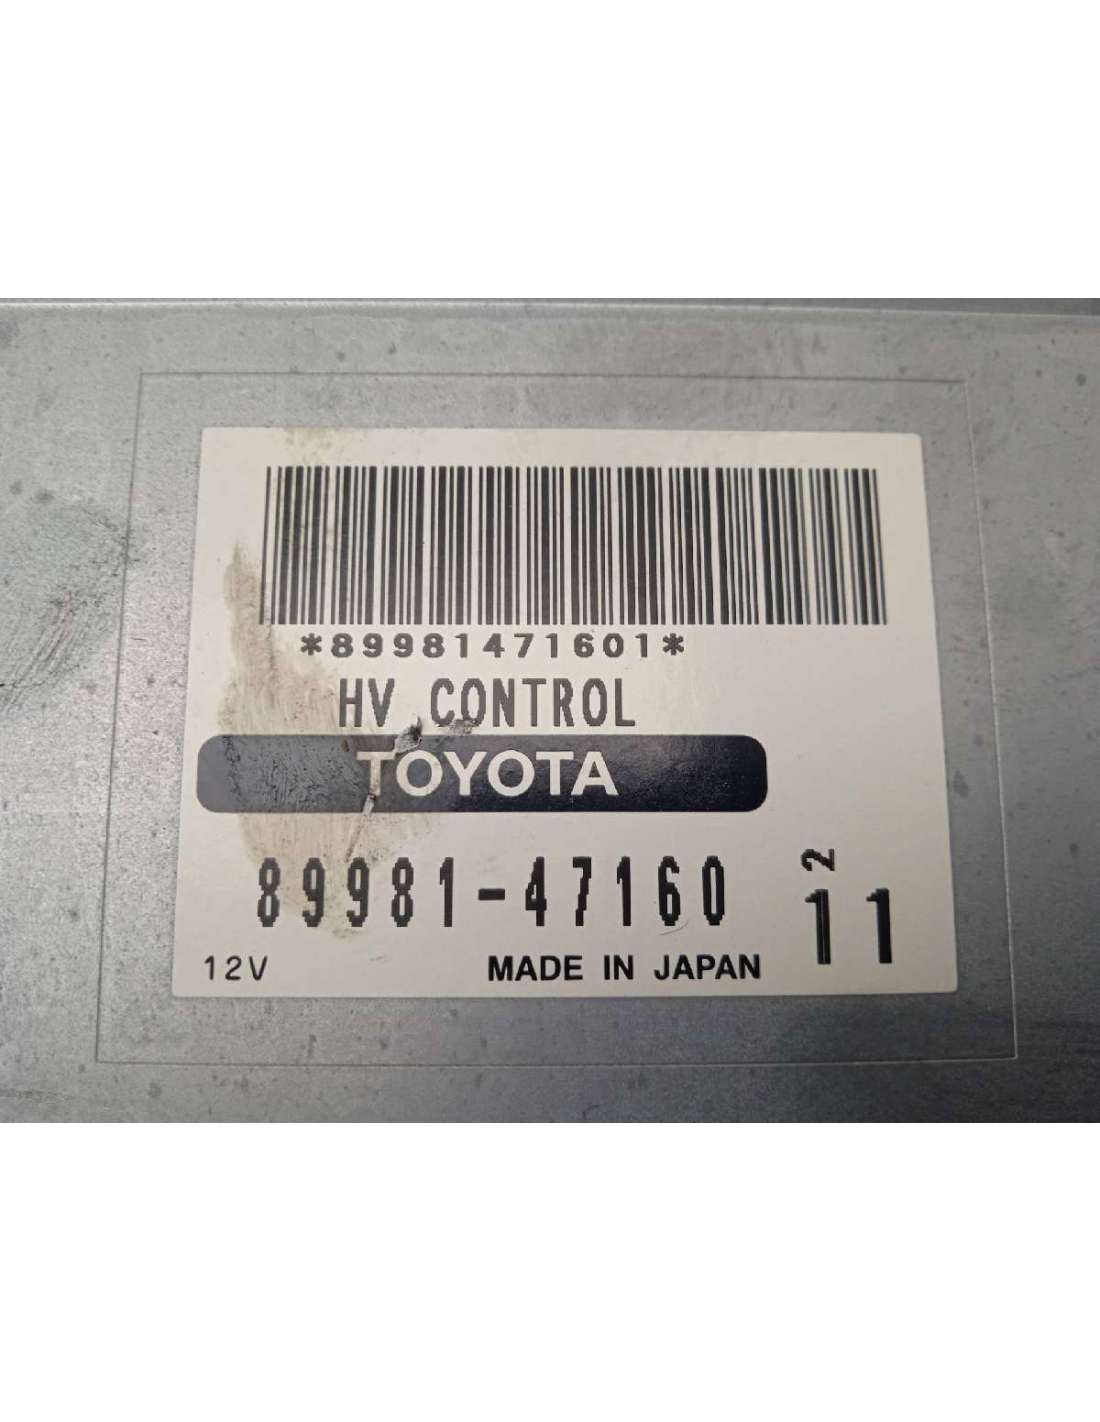 *89981471601*
HV CONTROL
TOYOTA
89981-47160
2
11
12V
MADE IN JAPAN